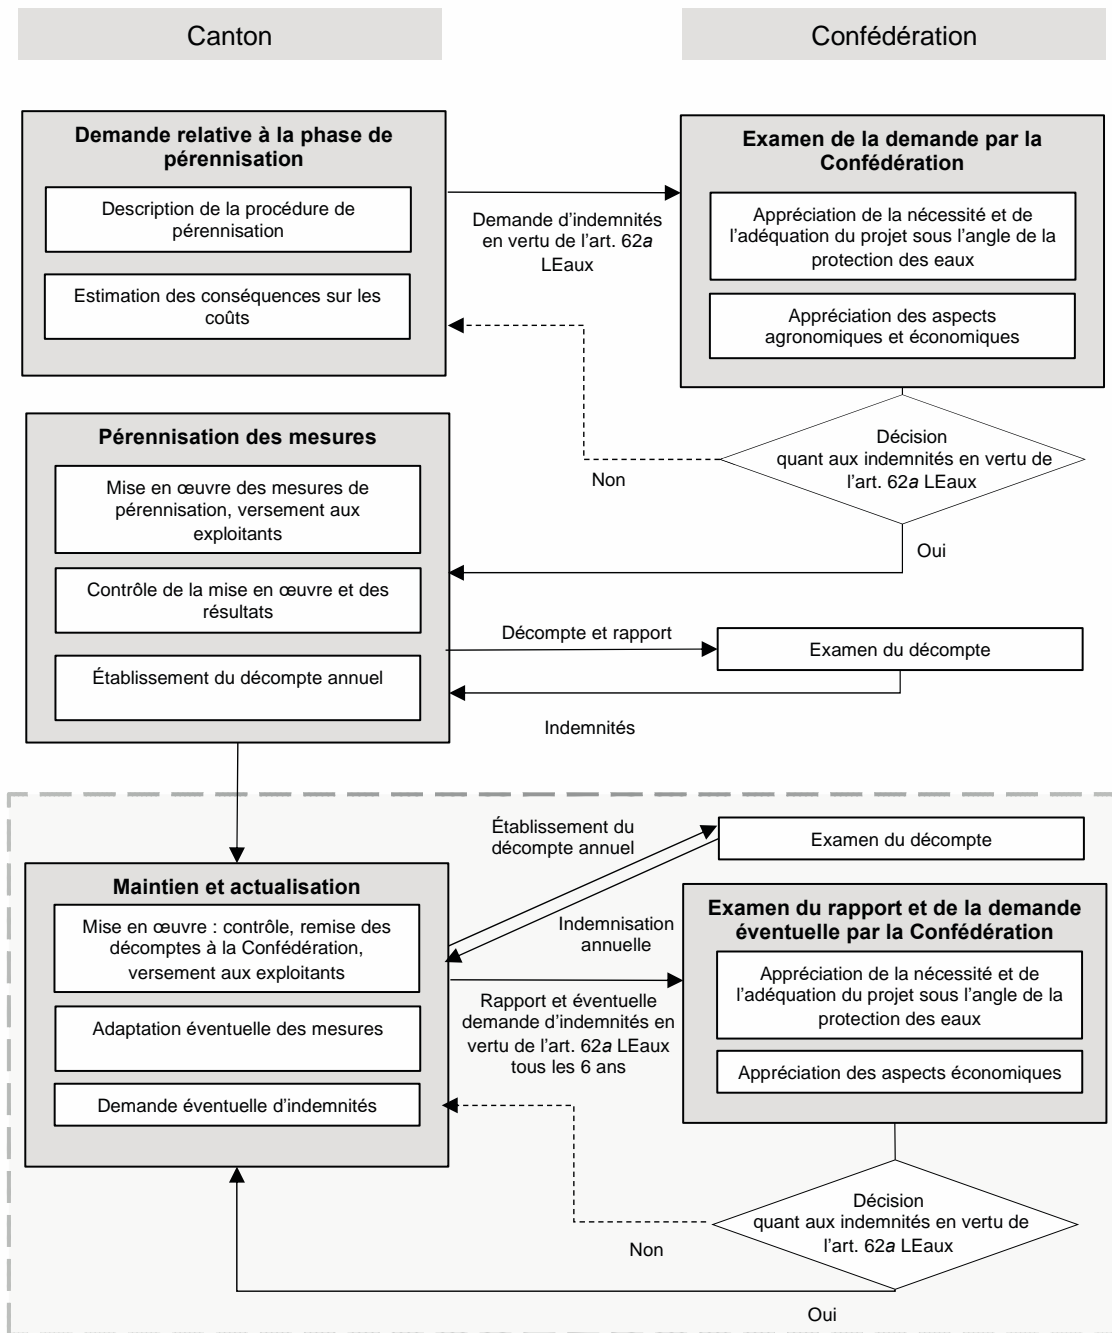 Canton
Confédération
Demande relative à la phase de
pérennisation
Description de la procédure de
pérennisation
Estimation des conséquences sur les
coûts
Demande d'indemnités
en vertu de l'art. 62a
LEaux
Examen de la demande par la
Confédération
Appréciation de la nécessité et de
l'adéquation du projet sous l'angle de la
protection des eaux
Appréciation des aspects
agronomiques et économiques
Décision
quant aux indemnités en vertu de
l'art. 62a LEaux
Non
Oui
Pérennisation des mesures
Mise en œuvre des mesures de
pérennisation, versement aux
exploitants
Contrôle de la mise en œuvre et des
résultats
Établissement du décompte annuel
Décompte et rapport
Examen du décompte
Indemnités
Établissement du
décompte annuel
Examen du décompte
Indemnisation
annuelle
Maintien et actualisation
Mise en œuvre : contrôle, remise des
décomptes à la Confédération,
versement aux exploitants
Adaptation éventuelle des mesures
Demande éventuelle d'indemnités
Rapport et éventuelle
demande d'indemnités en
vertu de l'art. 62a LEaux
tous les 6 ans
Examen du rapport et de la demande
éventuelle par la Confédération
Appréciation de la nécessité et de
l'adéquation du projet sous l'angle de la
protection des eaux
Appréciation des aspects économiques
Décision
quant aux indemnités en vertu de
l'art. 62a LEaux
Non
Oui